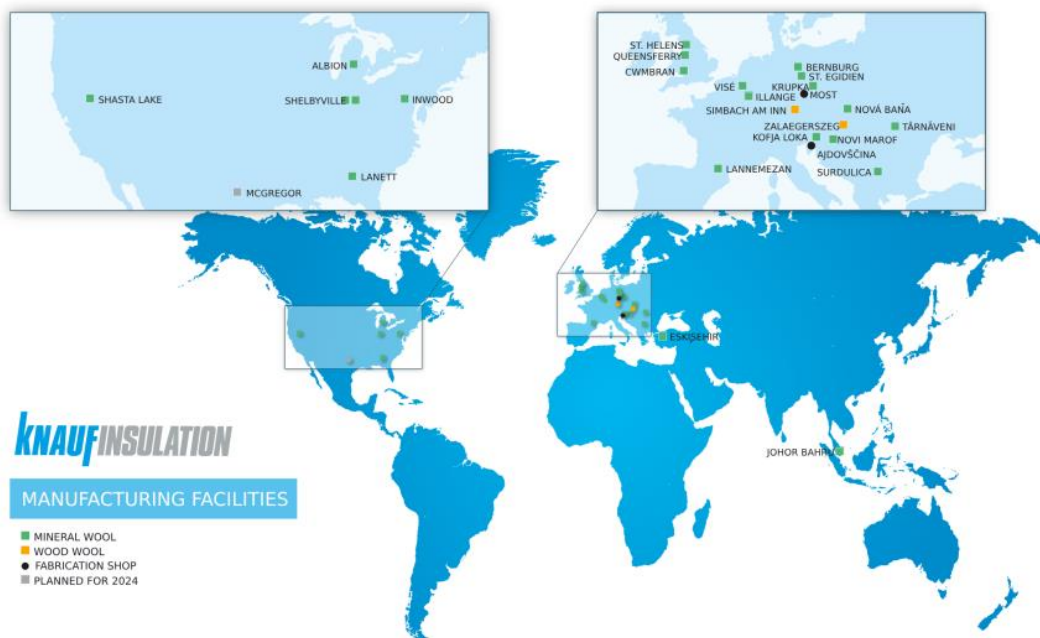 ALBION
SHASTA LAKE
SHELBYVILLE
INWOOD
LANETT
MCGREGOR
ST. HELENS
QUEENSFERRY
CWMBRAN
BERNBURG
ST. EGIDIEN
VISÉ
KRUPKA
ILLANGE
MOST
SIMBACH AM INN
NOVÁ BAŇA
ZALAEGERSZEG
TÂRNĂVENI
KOFJA LOKA
NOVI MAROF
AJDOVŠČINA
LANNEMEZAN
SURDULICA
ESKIŞEHIR
JOHOR BAHRU
KNAUFINSULATION
MANUFACTURING FACILITIES
MINERAL WOOL
WOOD WOOL
FABRICATION SHOP
PLANNED FOR 2024